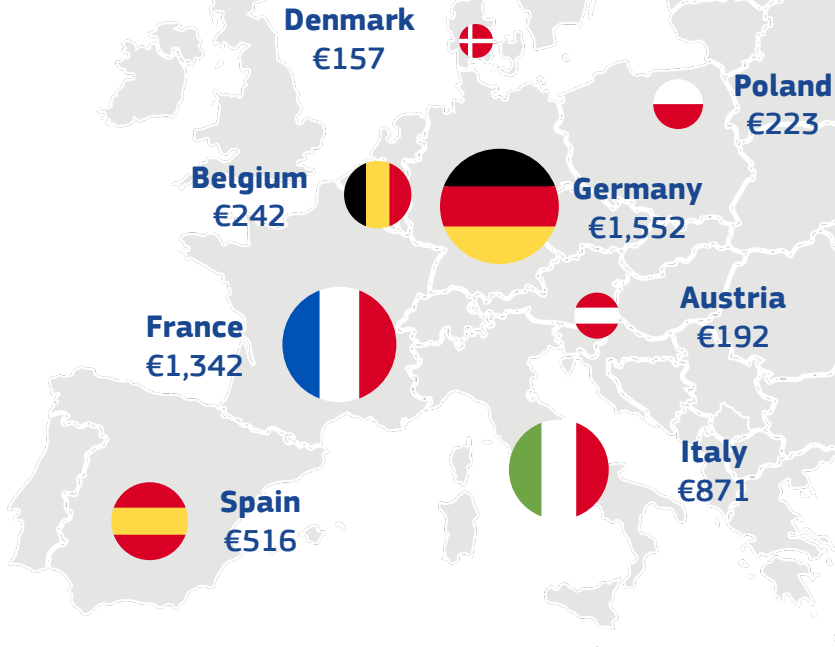 Denmark
€157
Poland
€223
Belgium
€242
Germany
€1,552
Austria
€192
France
€1,342
Italy
€871
Spain
€516